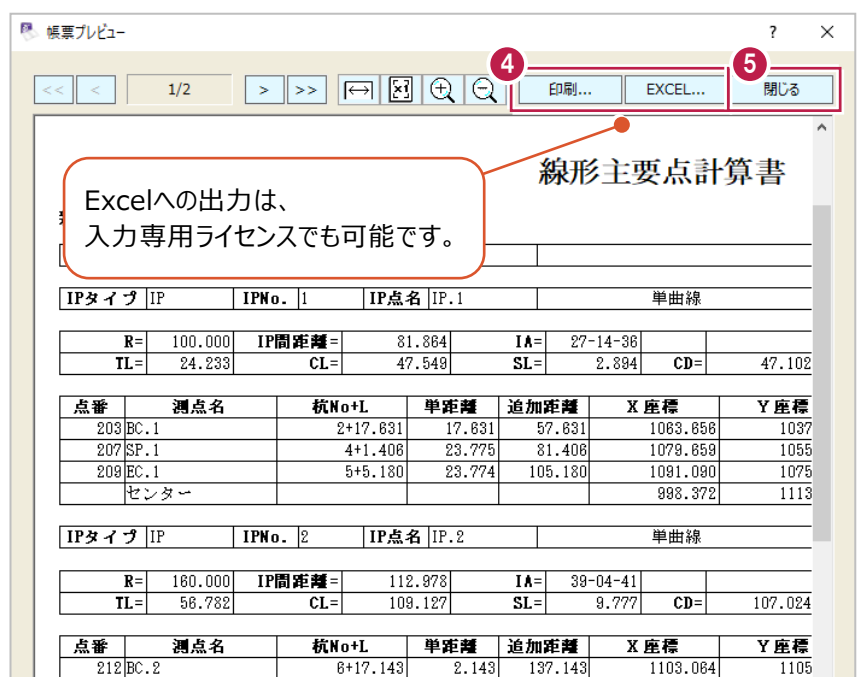 帳票プレビュー ? ×
4 5
<< < 1/2 > >> 印刷... EXCEL... 閉じる
線形主要点計算書
Excelへの出力は、
入力専用ライセンスでも可能です。
IPタイプ IP IPNo. 1 IP点名 IP.1 単曲線
R= 100.000 IP間距離= 81.864 IA= 27-14-36
TL= 24.233 CL= 47.549 SL= 2.894 CD= 47.102
点番 測点名 杭No+L 単距離 追加距離 X座標 Y座標
203 BC.1 2+17.631 17.631 57.631 1063.656 1037
207 SP.1 4+1.406 23.775 81.406 1079.659 1055
209 EC.1 5+5.180 23.774 105.180 1091.090 1075
センター 998.372 1113
IPタイプ IP IPNo. 2 IP点名 IP.2 単曲線
R= 160.000 IP間距離= 112.978 IA= 39-04-41
TL= 56.782 CL= 109.127 SL= 9.777 CD= 107.024
点番 測点名 杭No+L 単距離 追加距離 X座標 Y座標
212 BC.2 6+17.143 2.143 137.143 1103.064 1105